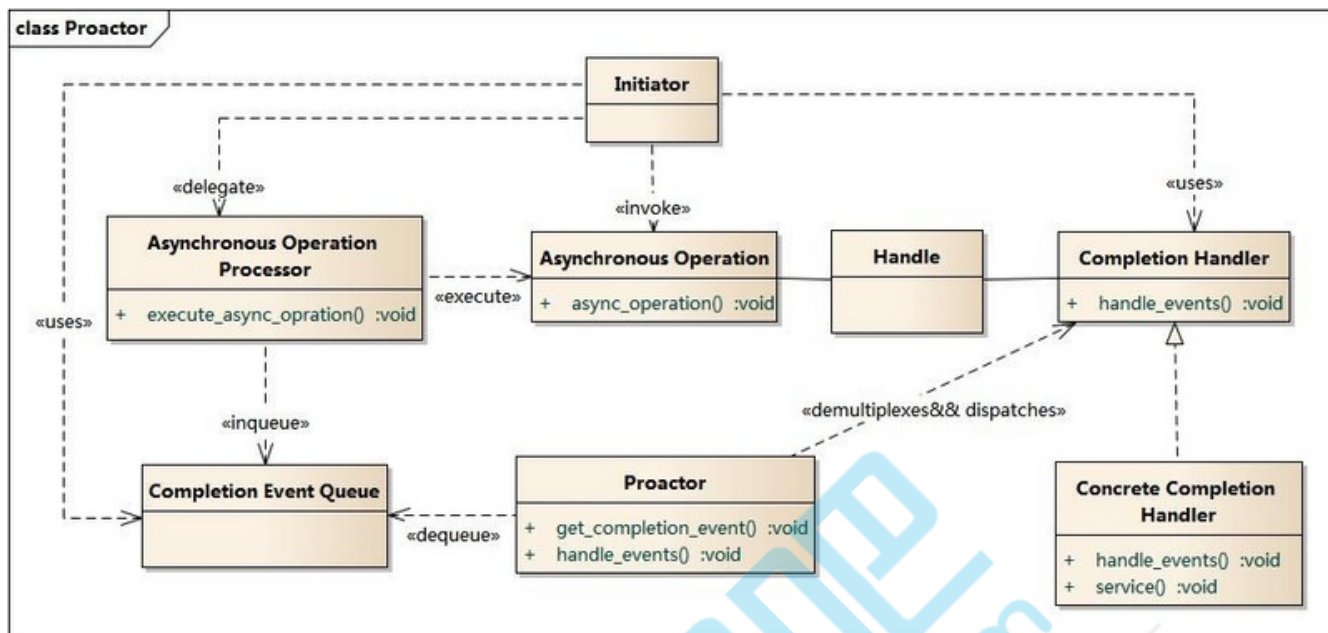 class Proactor
Initiator
«delegate»
«invoke»
«uses»
Asynchronous Operation
Processor
+ execute_async_opration() :void
«execute»
Asynchronous Operation
+ async_operation() :void
Handle
Completion Handler
+ handle_events() :void
«uses»
«inqueue»
«demultiplexes&& dispatches»
Completion Event Queue
«dequeue»
Proactor
+ get_completion_event() :void
+ handle_events() :void
Concrete Completion
Handler
+ handle_events() :void
+ service() :void